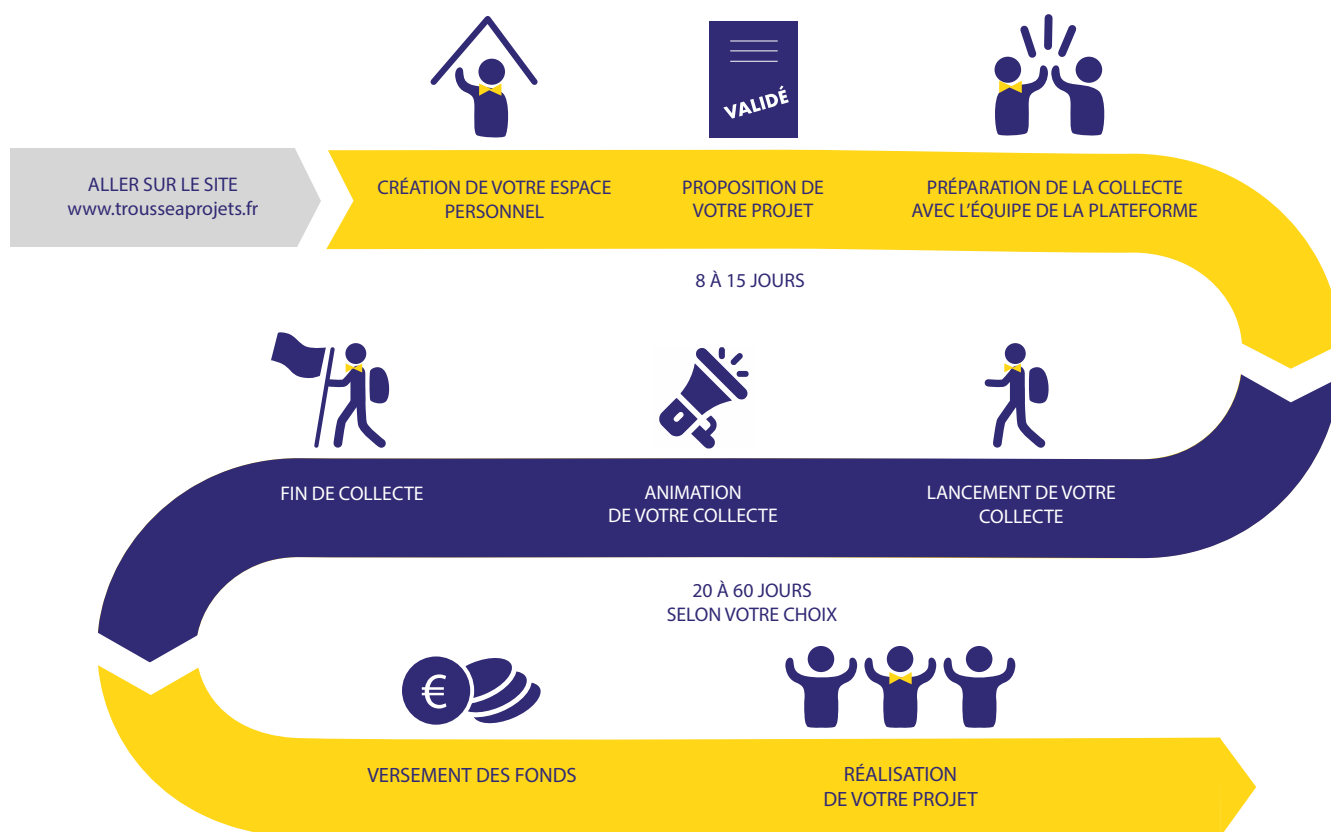 VALIDÉ
ALLER SUR LE SITE
www.trousseaprojets.fr
CRÉATION DE VOTRE ESPACE
PERSONNEL
PROPOSITION DE
VOTRE PROJET
PRÉPARATION DE LA COLLECTE
AVEC L'ÉQUIPE DE LA PLATEFORME
8 À 15 JOURS
LANCEMENT DE VOTRE
COLLECTE
ANIMATION
DE VOTRE COLLECTE
FIN DE COLLECTE
20 À 60 JOURS
SELON VOTRE CHOIX
€
VERSEMENT DES FONDS
RÉALISATION
DE VOTRE PROJET